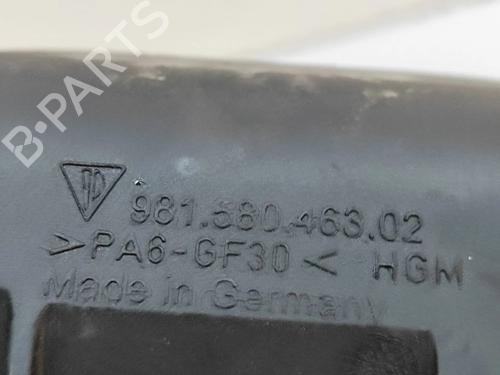 B-PARTS
981.580.463.02
>PA6-GF30< HGM
Made in Germany